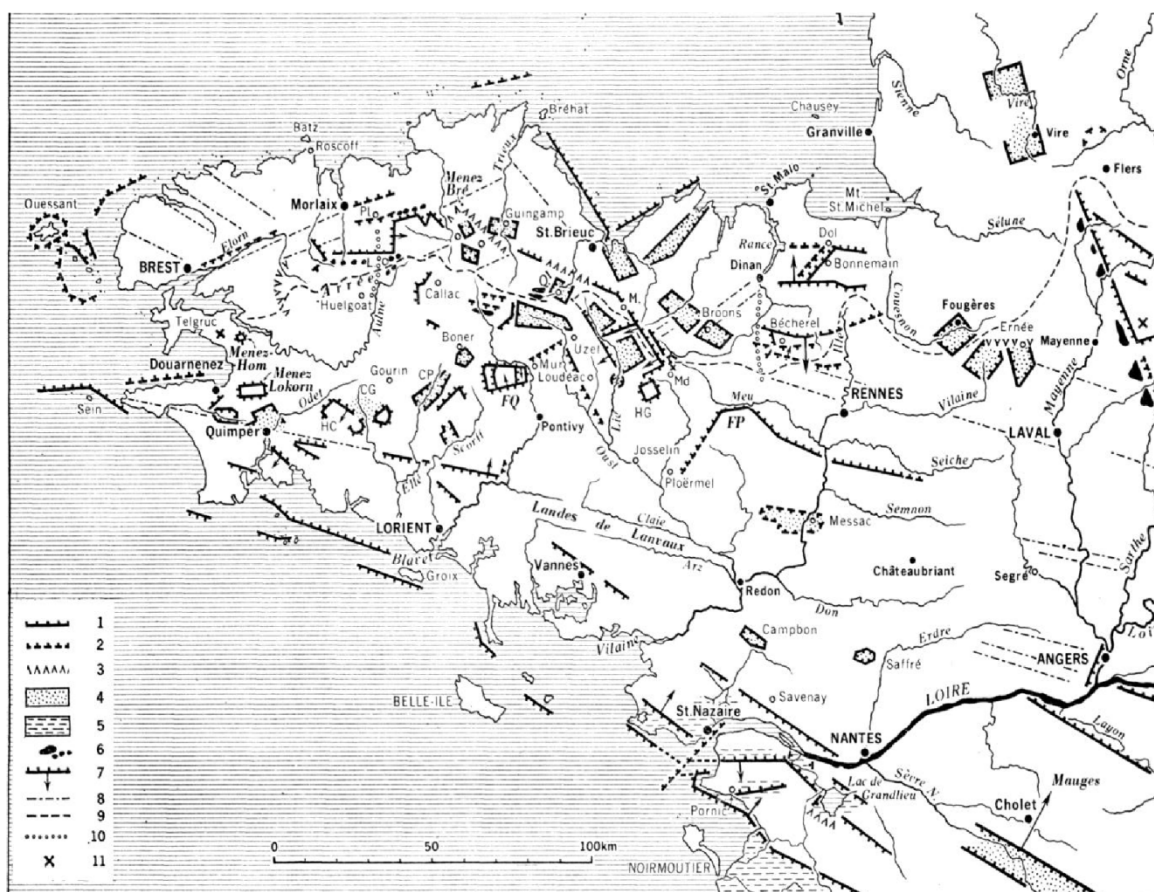 Orne
Vire
Vire
Sienne
Chausey
Granville
Flers
Bréhat
Batz
Roscoff
Trieux
Menez
Bré
St. Malo
Mt
St. Michel
Ouessant
Morlaix
PL
Guingamp
St. Brieuc
Sélune
Elorn
Rance
Dol
BREST
Dinan
Bonnemain
Arrée
Callac
Q
M.
Huelgoat
Aulne
Couesnon
Fougères
Broons
Bécherel
Ille
Ernée
Mayenne
Telgruc
Menez-
Hom
Boner
Uzel
Douarnenez
Menez
Lokorn
Mur
Loudéac
Mayenne
Gourin
CP
CG
FQ
Md
HG
Sein
Odet
HC
Meu
RENNES
Vilaine
Quimper
Scorff
Pontivy
Lié
FP
LAVAL
Oust
Josselin
Seiche
Ellé
Ploërmel
Semnon
Messac
LORIENT
Landes de
Lanvaux
Claie
Sarthe
Blavet
Groix
Vannes
Arz
Châteaubriant
Redon
Segré
Don
1
2
3
4
5
6
7
8
9
10
11
Vilaine
Campbon
Erdre
Loir
Saffré
ANGERS
BELLE-ILE
Savenay
LOIRE
St. Nazaire
NANTES
Layon
Lac de
Grandlieu
Sèvre N.
Mauges
Pornic
Cholet
0
50
100km
NOIRMOUTIER